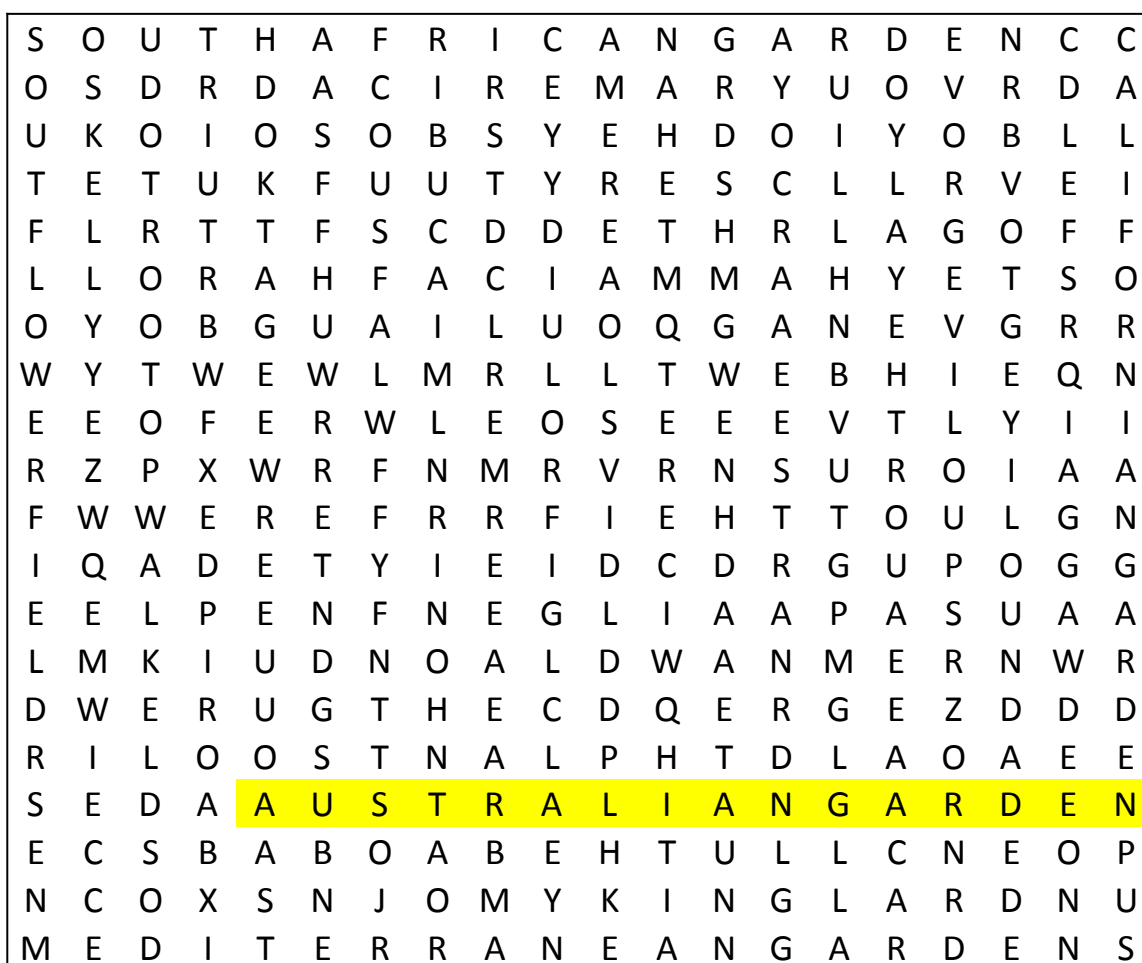 S O U T H A F R I C A N G A R D E N C C
O S D R D A C I R E M A R Y U O V R D A
U K O I O S O B S Y E H D O I Y O B L L
T E T U K F U U T Y R E S C L L R V E I
F L R T T F S C D D E T H R L A G O F F
L L O R A H F A C I A M M A H Y E T S O
O Y O B G U A I L U O Q G A N E V G R R
W Y T W E W L M R L L T W E B H I E Q N
E E O F E R W L E O S E E E V T L Y I I
R Z P X W R F N M R V R N S U R O I A A
F W W E R E F R R F I E H T T O U L G N
I Q A D E T Y I E I D C D R G U P O G G
E E L P E N F N E G L I A A P A S U A A
L M K I U D N O A L D W A N M E R N W R
D W E R U G T H E C D Q E R G E Z D D D
R I L O O S T N A L P H T D L A O A E E
S E D A A U S T R A L I A N G A R D E N
E C S B A B O A B E H T U L L C N E O P
N C O X S N J O M Y K I N G L A R D N U
M E D I T E R R A N E A N G A R D E N S